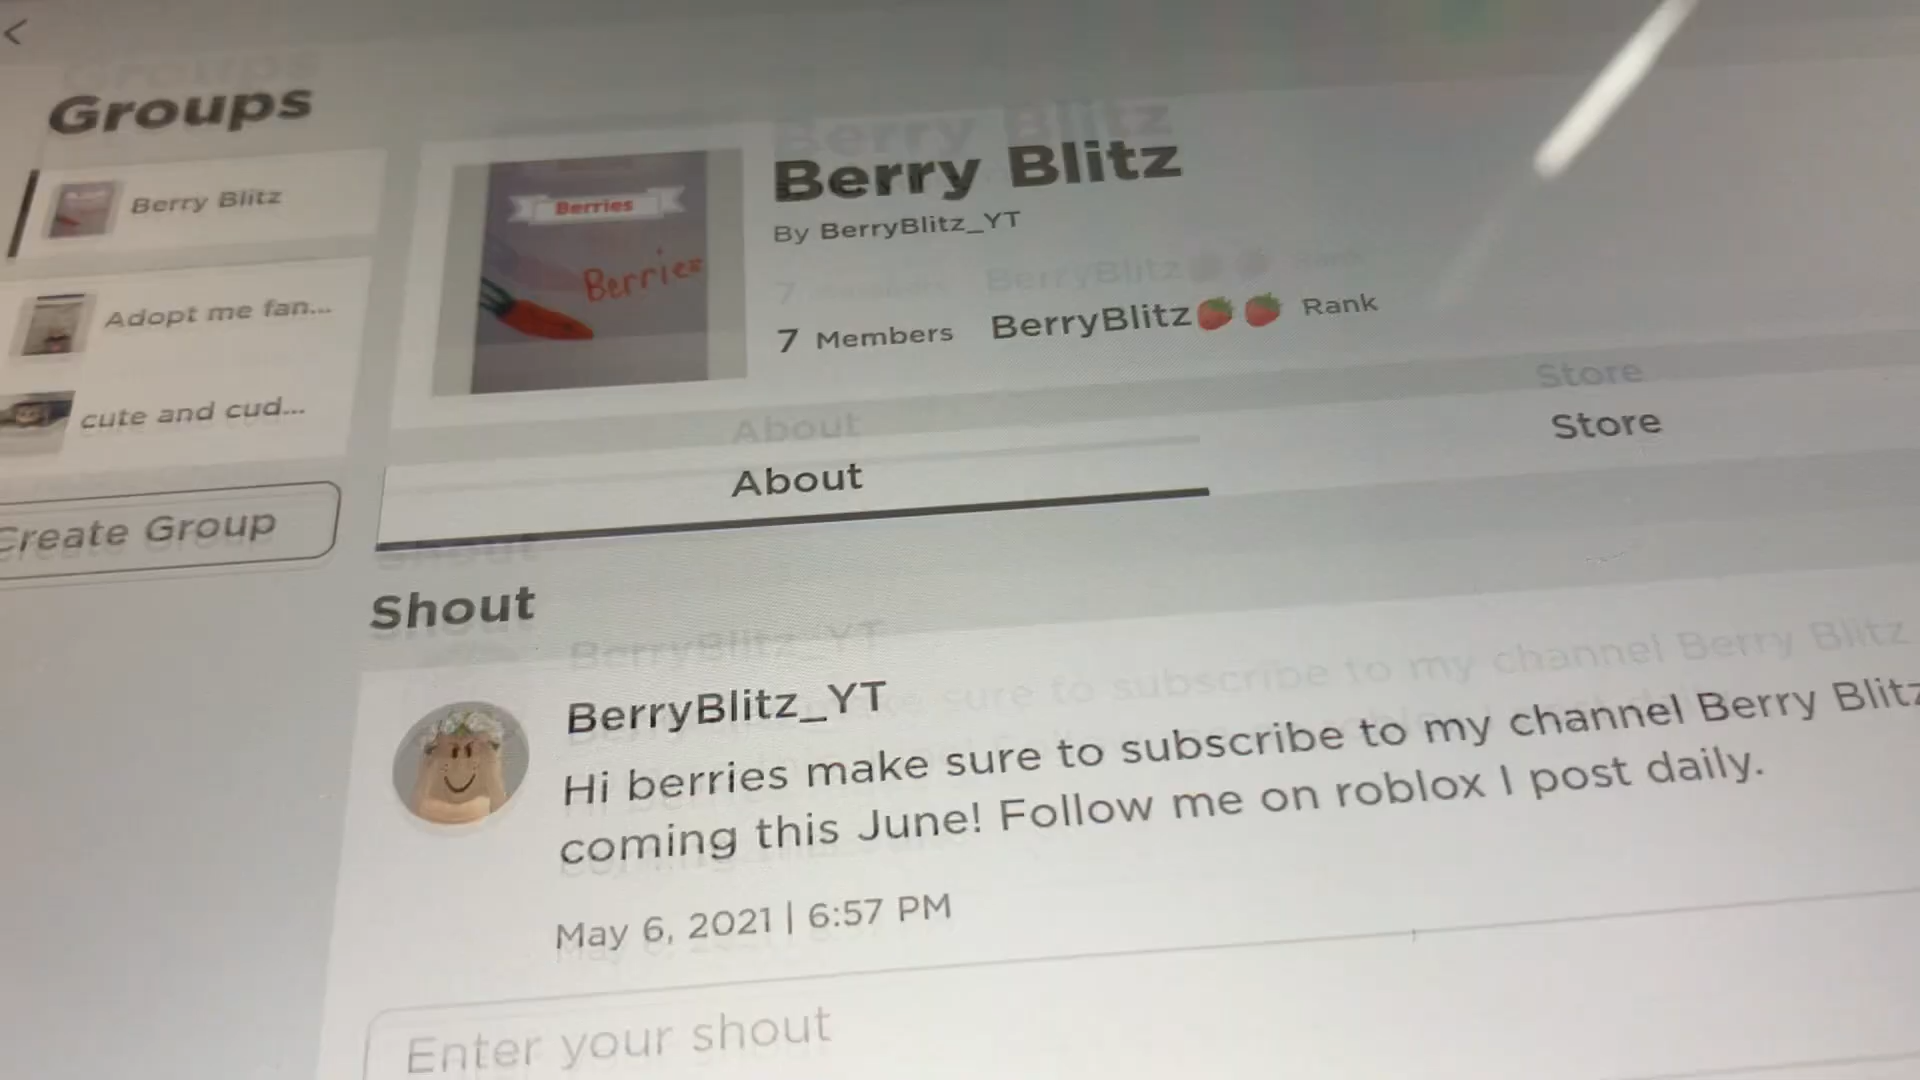 Groups
Berry Blitz
Adopt me fan...
cute and cud...
Create Group
Berries
Berries
Berry Blitz
By BerryBlitz_YT
7 Members BerryBlitz🍓🍓 Rank
About
Store
Shout
BerryBlitz_YT
Hi berries make sure to subscribe to my channel Berry Blitz
coming this June! Follow me on roblox I post daily.
May 6, 2021 | 6:57 PM
Enter your shout